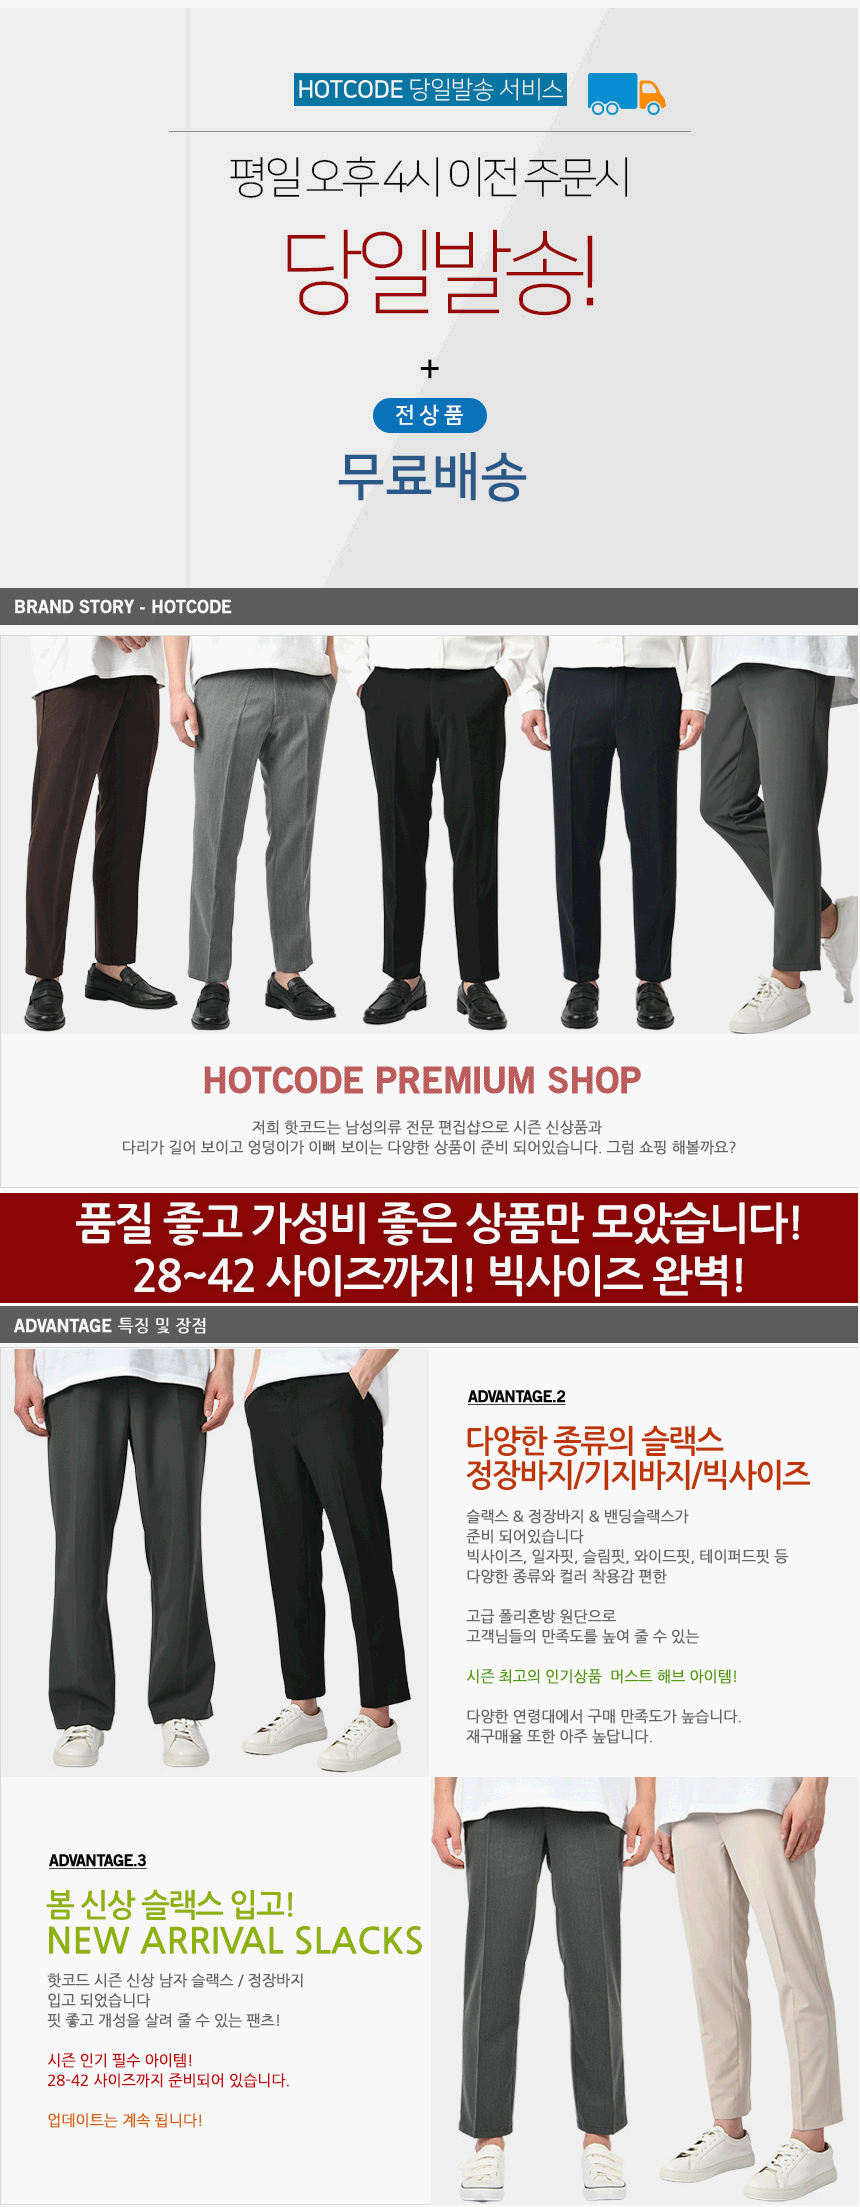 HOTCODE 당일발송 서비스
평일 오후 4시 이전 주문시
당일발송!
+
전상품
무료배송
BRAND STORY - HOTCODE
HOTCODE PREMIUM SHOP
저희 핫코드는 남성의류 전문 편집샵으로 시즌 신상품과
다리가 길어 보이고 엉덩이가 이뻐 보이는 다양한 상품이 준비 되어있습니다. 그럼 쇼핑 해볼까요?
품질 좋고 가성비 좋은 상품만 모았습니다!
28~42 사이즈까지! 빅사이즈 완벽!
ADVANTAGE 특징 및 장점
ADVANTAGE.2
다양한 종류의 슬랙스
정장바지/기지바지/빅사이즈
슬랙스 & 정장바지 & 밴딩슬랙스가
준비 되어있습니다
빅사이즈, 일자핏, 슬림핏, 와이드핏, 테이퍼드핏 등
다양한 종류와 컬러 착용감 편한
고급 폴리혼방 원단으로
고객님들의 만족도를 높여 줄 수 있는
시즌 최고의 인기상품 머스트 해브 아이템!
다양한 연령대에서 구매 만족도가 높습니다.
재구매율 또한 아주 높답니다.
ADVANTAGE.3
봄 신상 슬랙스 입고!
NEW ARRIVAL SLACKS
핫코드 시즌 신상 남자 슬랙스 / 정장바지
입고 되었습니다
핏 좋고 개성을 살려 줄 수 있는 팬츠!
시즌 인기 필수 아이템!
28-42 사이즈까지 준비되어 있습니다.
업데이트는 계속 됩니다!